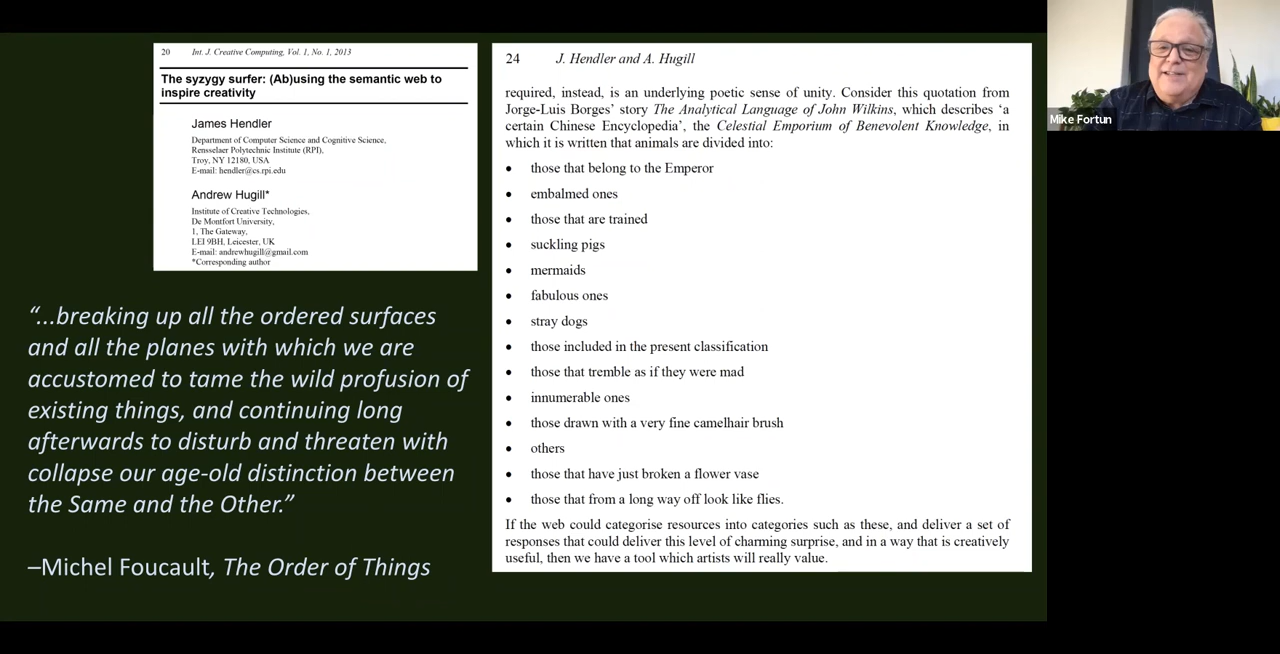 20 Int. J. Creative Computing, Vol. 1, No. 1, 2013
The syzygy surfer: (Ab)using the semantic web to
inspire creativity
James Hendler
Department of Computer Science and Cognitive Science,
Rensselaer Polytechnic Institute (RPI),
Troy, NY 12180, USA
E-mail: hendler@cs.rpi.edu
Andrew Hugill*
Institute of Creative Technologies,
De Montfort University,
1, The Gateway,
LEI 9BH, Leicester, UK
E-mail: andrewhugill@gmail.com
*Corresponding author
“...breaking up all the ordered surfaces
and all the planes with which we are
accustomed to tame the wild profusion of
existing things, and continuing long
afterwards to disturb and threaten with
collapse our age-old distinction between
the Same and the Other.”
–Michel Foucault, The Order of Things
24 J. Hendler and A. Hugill
required, instead, is an underlying poetic sense of unity. Consider this quotation from
Jorge-Luis Borges’ story The Analytical Language of John Wilkins, which describes ‘a
certain Chinese Encyclopedia’, the Celestial Emporium of Benevolent Knowledge, in
which it is written that animals are divided into:
• those that belong to the Emperor
• embalmed ones
• those that are trained
• suckling pigs
• mermaids
• fabulous ones
• stray dogs
• those included in the present classification
• those that tremble as if they were mad
• innumerable ones
• those drawn with a very fine camelhair brush
• others
• those that have just broken a flower vase
• those that from a long way off look like flies.
If the web could categorise resources into categories such as these, and deliver a set of
responses that could deliver this level of charming surprise, and in a way that is creatively
useful, then we have a tool which artists will really value.
Mike Fortun